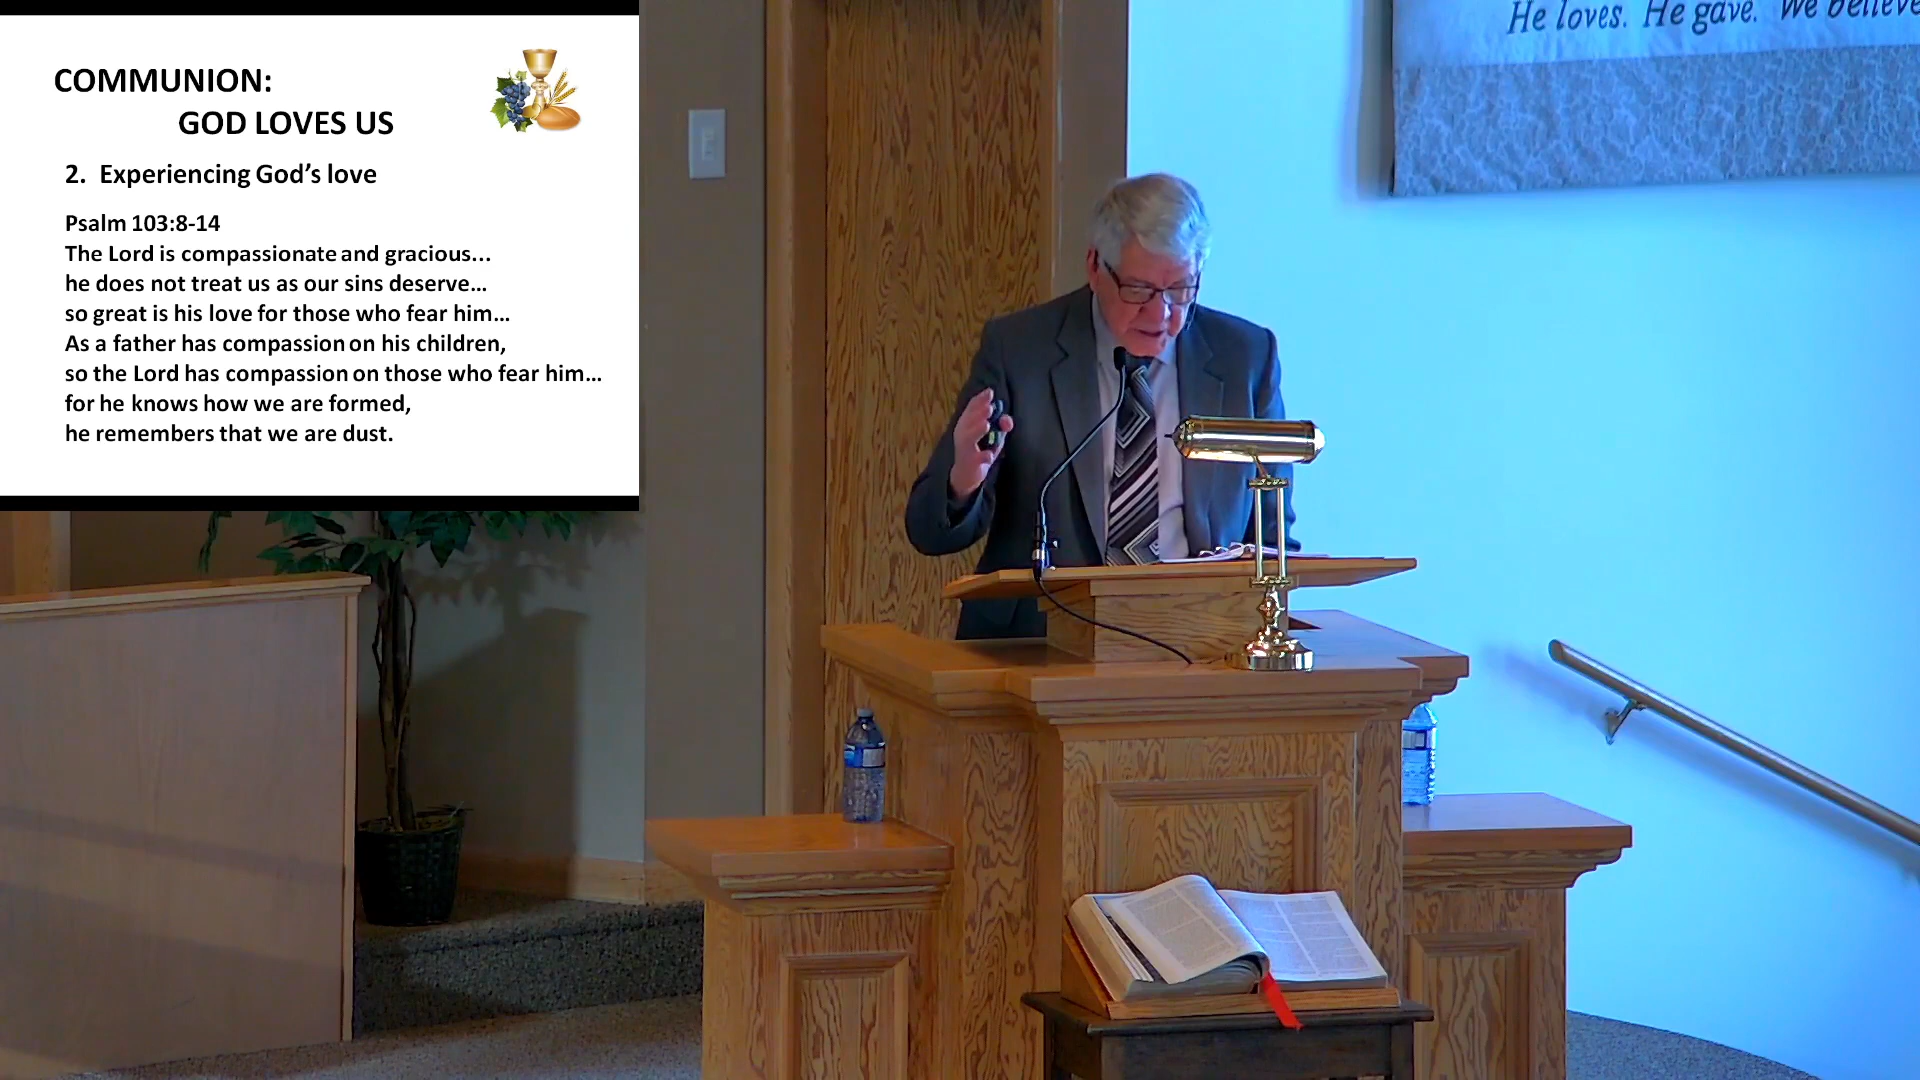 COMMUNION:
GOD LOVES US
2. Experiencing God's love
Psalm 103:8-14
The Lord is compassionate and gracious…
he does not treat us as our sins deserve…
so great is his love for those who fear him…
As a father has compassion on his children,
so the Lord has compassion on those who fear him…
for he knows how we are formed,
he remembers that we are dust.
He loves. He gave. We believe